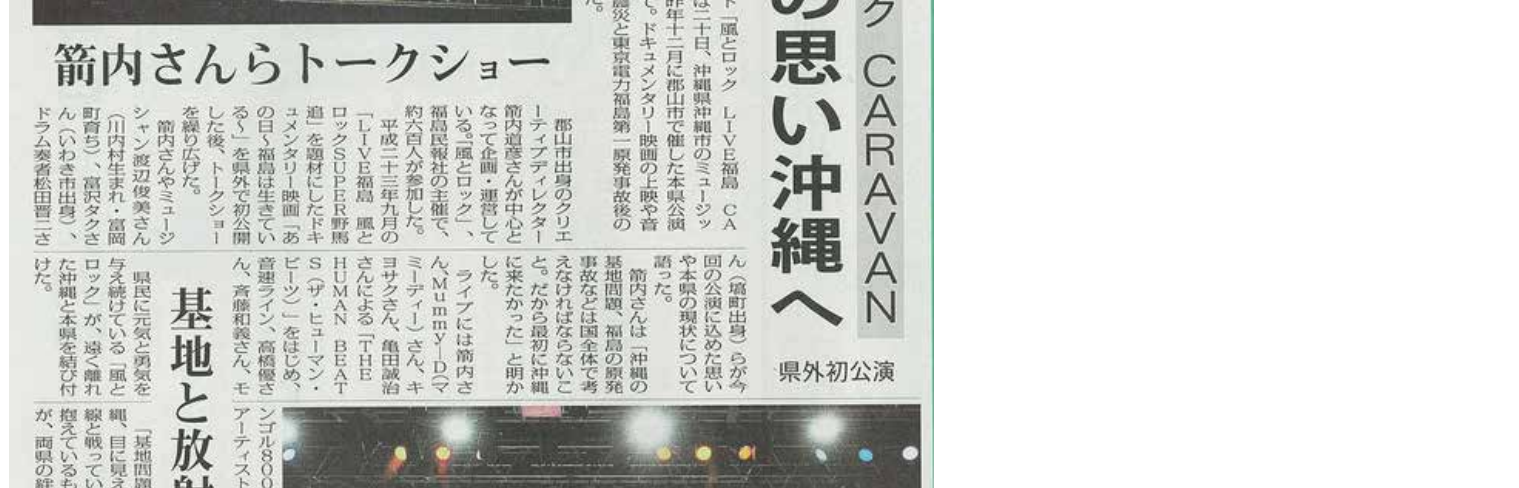 ク CARAVAN
の思い沖縄へ
県外初公演
ト「風とロック LIVE福島 CA
は二十日、沖縄県沖縄市のミュージッ
昨年十二月に郡山市で催した本県公演
て。ドキュメンタリー映画の上映や音
震災と東京電力福島第一原発事故後の
た。
箭内さんらトークショー
郡山市出身のクリエ
ーティブディレクター
箭内道彦さんが中心と
なって企画・運営して
いる。「風とロック」、
福島民報社の主催で、
約六百人が参加した。
平成二十三年九月の
「LIVE福島 風と
ロックSUPER野馬
追」を題材にしたドキ
ュメンタリー映画「あ
の日~福島は生きてい
る~」を県外で初公開
した後、トークショー
を繰り広げた。
箭内さんやミュージ
シャン渡辺俊美さん
(川内村生まれ・富岡
町育ち)、富沢タクさ
ん(いわき市出身)、
ドラム奏者松田晋二さ
ん(塙町出身)らが今
回の公演に込めた思い
や本県の現状について
語った。
箭内さんは「沖縄の
基地問題、福島の原発
事故などは国全体で考
えなければならないこ
と。だから最初に沖縄
に来たかった」と明か
した。
ライブには箭内さ
ん、Mummy―D(マ
ミーディー)さん、キ
ヨサクさん、亀田誠治
さんによる「THE
HUMAN BEAT
S(ザ・ヒューマン・
ビーツ)」をはじめ、
音速ライン、高橋優さ
ん、斉藤和義さん、モ
ンゴル800
アーティスト
基地と放射
県民に元気と勇気を
与え続けている「風と
ロック」が、遠く離れ
た沖縄と本県を結び付
けた。
「基地問題
縄、目に見え
線と戦ってい
抱えているも
が、両県の絆